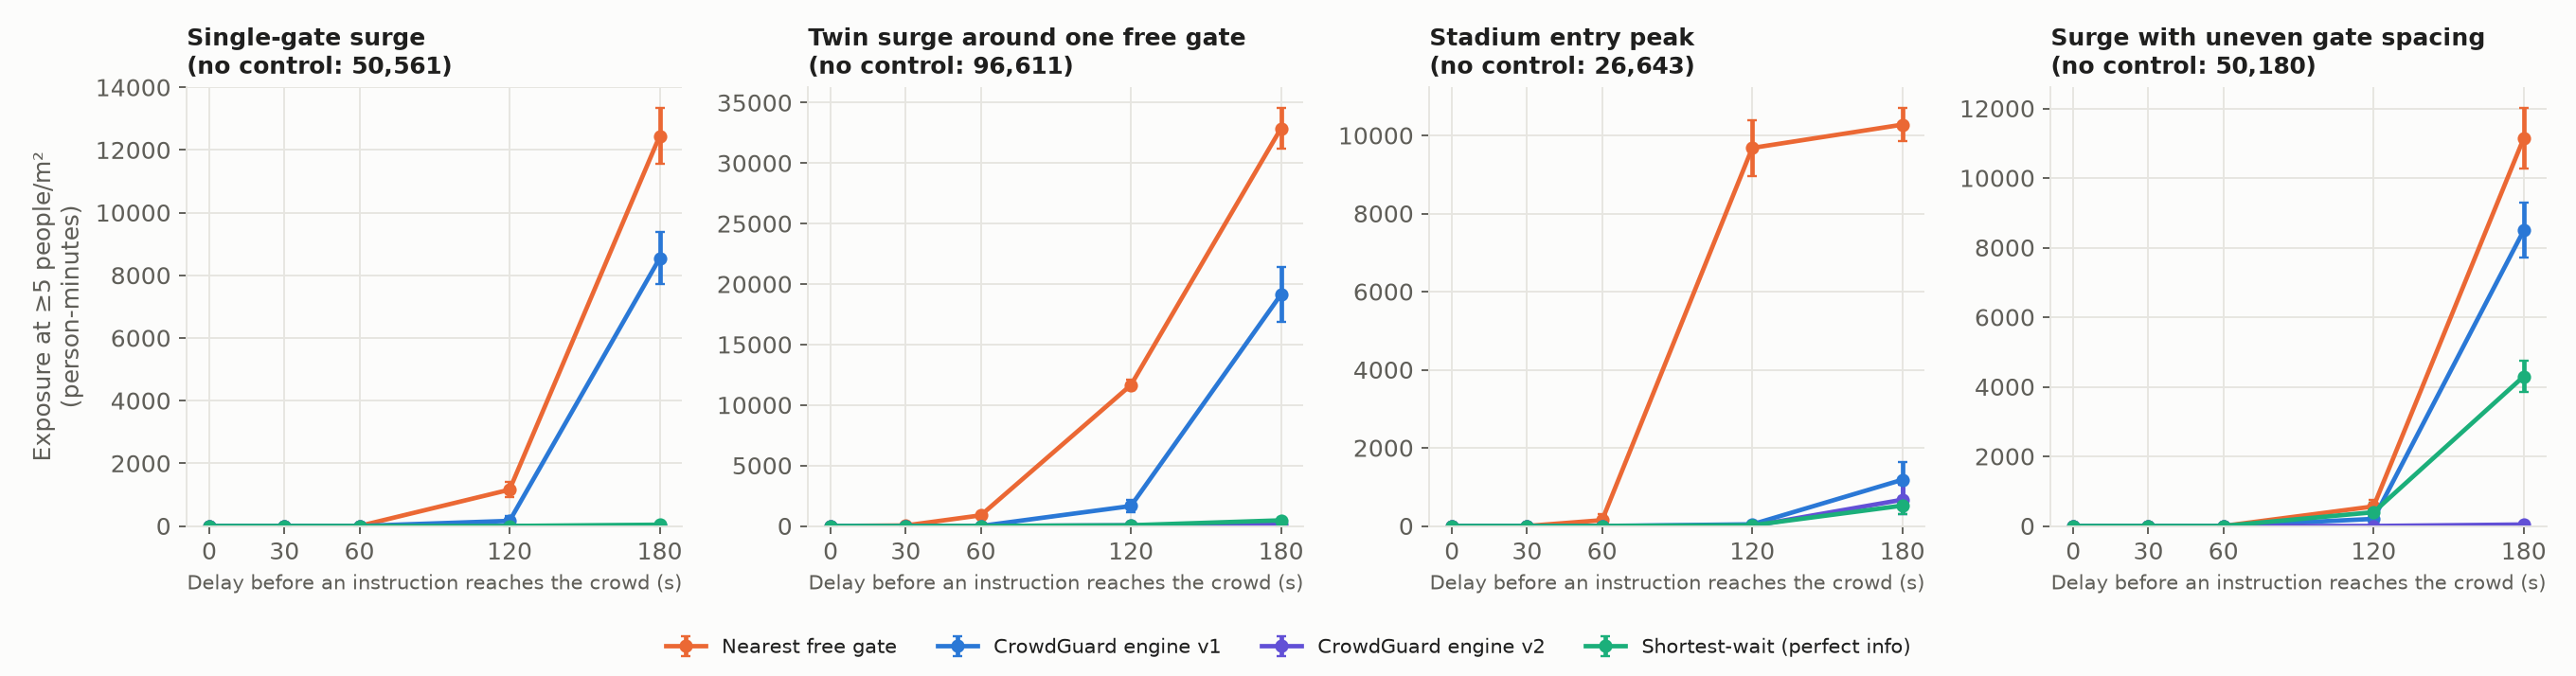 Single-gate surge
(no control: 50,561)
Exposure at ≥5 people/m²
(person-minutes)
14000
12000
10000
8000
6000
4000
2000
0
0 30 60 120 180
Delay before an instruction reaches the crowd (s)
Twin surge around one free gate
(no control: 96,611)
35000
30000
25000
20000
15000
10000
5000
0
0 30 60 120 180
Delay before an instruction reaches the crowd (s)
Stadium entry peak
(no control: 26,643)
10000
8000
6000
4000
2000
0
0 30 60 120 180
Delay before an instruction reaches the crowd (s)
Surge with uneven gate spacing
(no control: 50,180)
12000
10000
8000
6000
4000
2000
0
0 30 60 120 180
Delay before an instruction reaches the crowd (s)
Nearest free gate
CrowdGuard engine v1
CrowdGuard engine v2
Shortest-wait (perfect info)